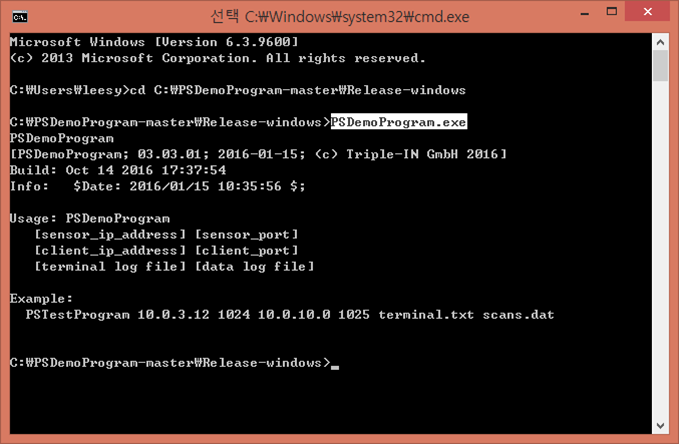 선택 C:₩Windows₩system32₩cmd.exe
Microsoft Windows [Version 6.3.9600]
(c) 2013 Microsoft Corporation. All rights reserved.
C:₩Users₩leesy>cd C:₩PSDemoProgram-master₩Release-windows
C:₩PSDemoProgram-master₩Release-windows>PSDemoProgram.exe
PSDemoProgram
[PSDemoProgram; 03.03.01; 2016-01-15; (c) Triple-IN GmbH 2016]
Build: Oct 14 2016 17:37:54
Info:   $Date: 2016/01/15 10:35:56 $;
Usage: PSDemoProgram
   [sensor_ip_address] [sensor_port]
   [client_ip_address] [client_port]
   [terminal log file] [data log file]
Example:
  PSTestProgram 10.0.3.12 1024 10.0.10.0 1025 terminal.txt scans.dat
C:₩PSDemoProgram-master₩Release-windows>_